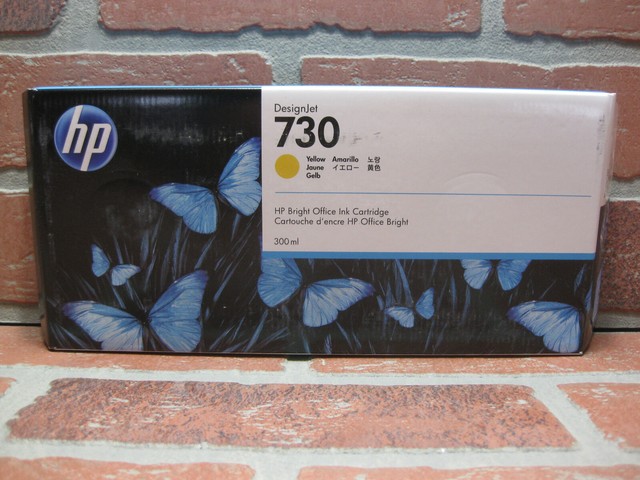 hp
DesignJet
730
Yellow Amarillo 노랑
Jaune イエロー 黄色
Gelb
HP Bright Office Ink Cartridge
Cartouche d'encre HP Office Bright
300 ml